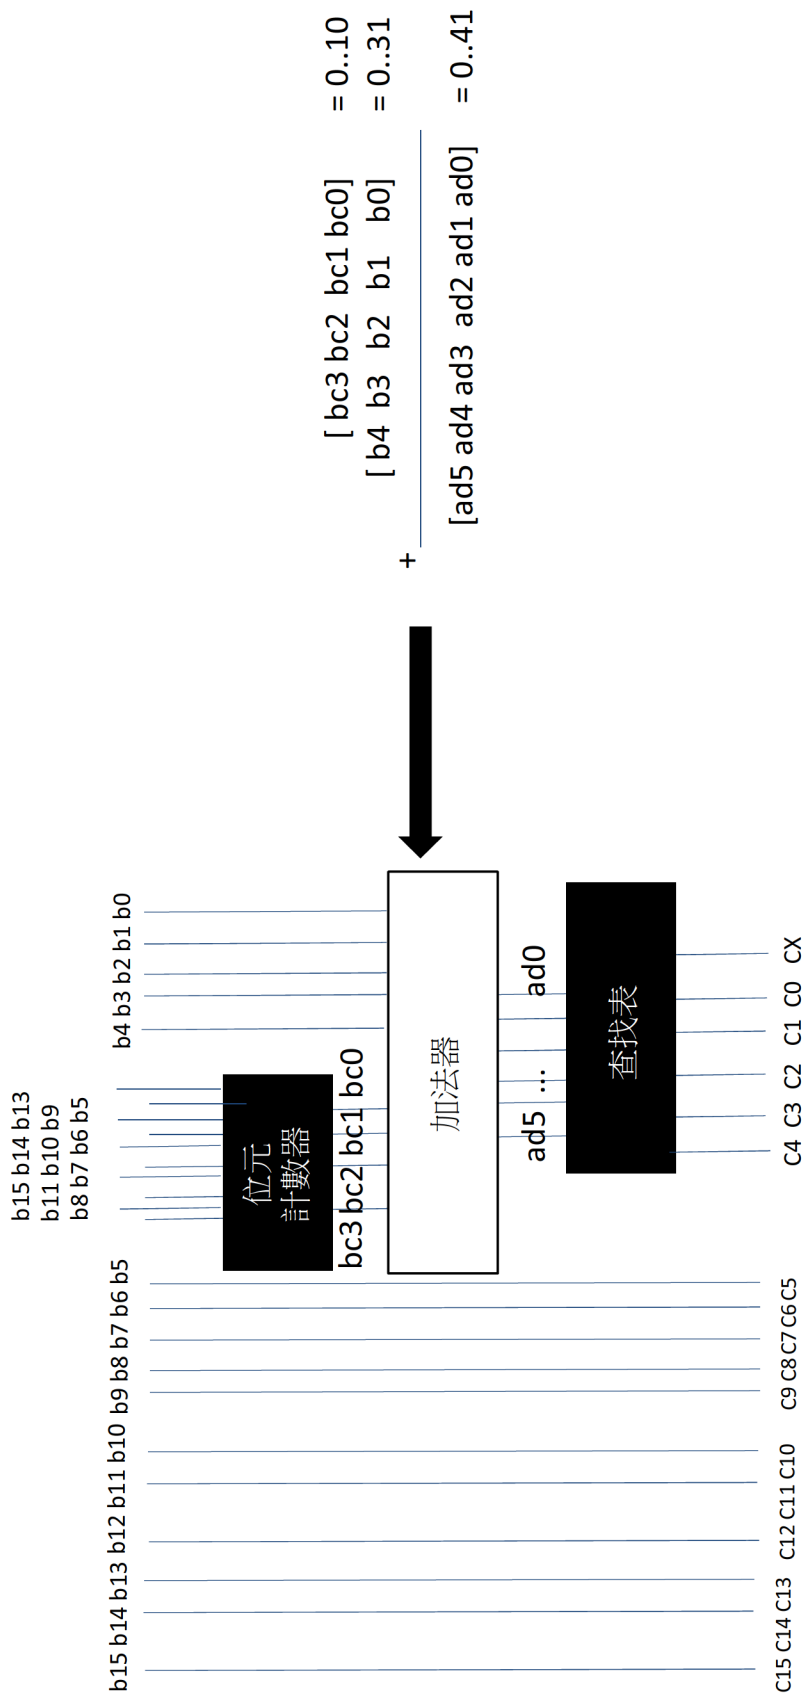 b15 b14 b13
b11 b10 b9
b8 b7 b6 b5
b15 b14 b13 b12 b11 b10 b9 b8 b7 b6 b5
b4 b3 b2 b1 b0
位元
計數器
bc3 bc2 bc1 bc0
加法器
ad5 ... ad0
查找表
C15 C14 C13 C12 C11 C10 C9 C8 C7 C6 C5
C4 C3 C2 C1 C0 CX
[ bc3 bc2 bc1 bc0] = 0..10
[ b4 b3 b2 b1 b0] = 0..31
+
[ad5 ad4 ad3 ad2 ad1 ad0] = 0..41